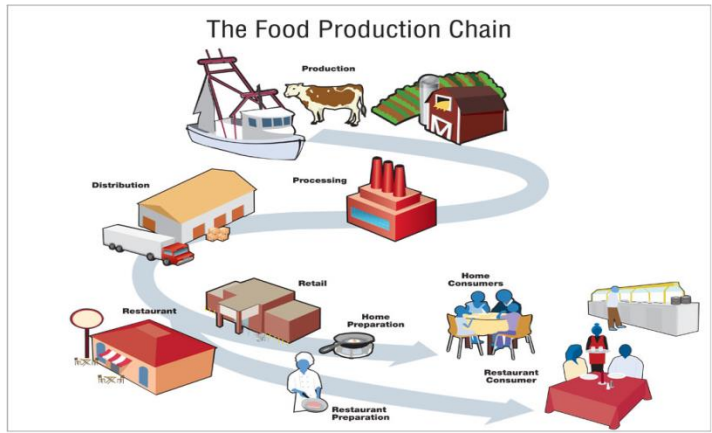 The Food Production Chain
Production
Processing
Distribution
Retail
Home
Consumers
Restaurant
Home
Preparation
Restaurant
Consumer
Restaurant
Preparation